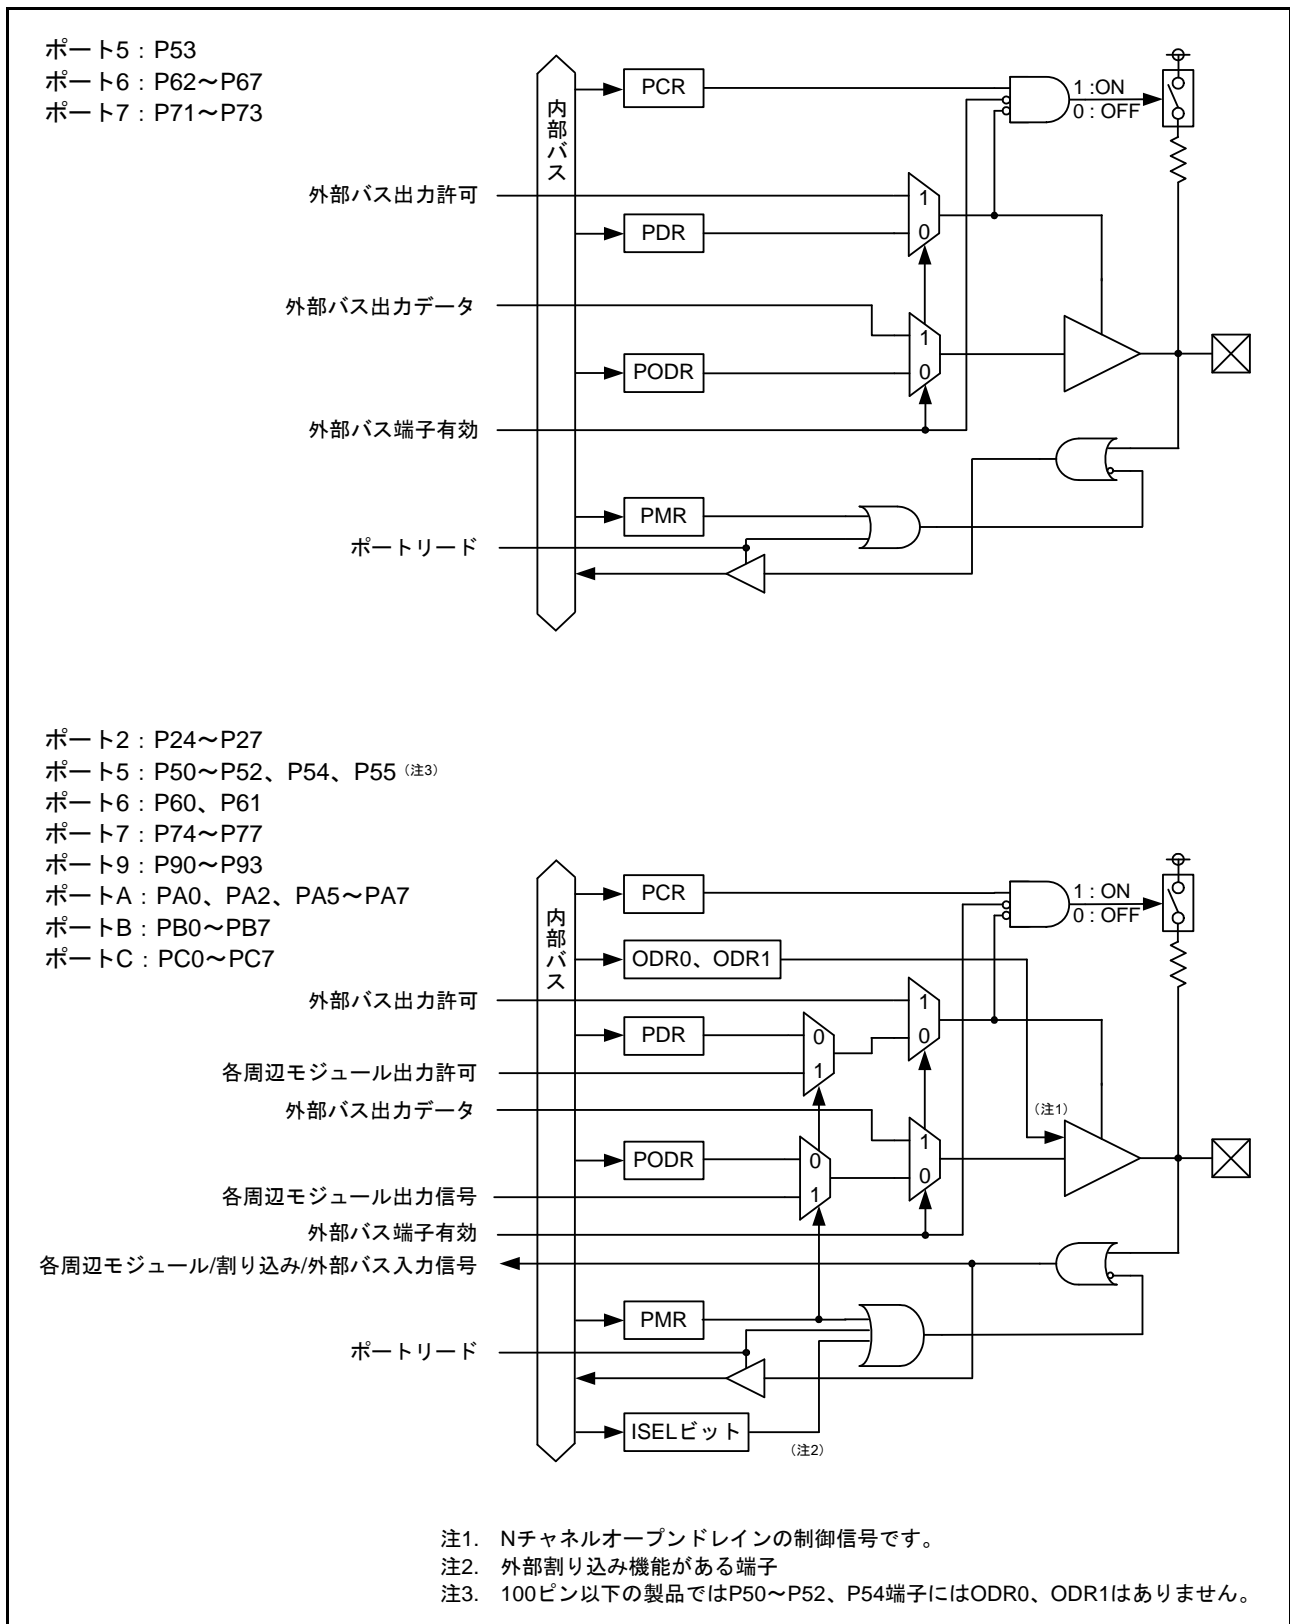 ポート5：P53
ポート6：P62～P67
ポート7：P71～P73
内部バス
PCR
1 :ON
0 : OFF
外部バス出力許可
1
PDR
0
外部バス出力データ
1
PODR
0
外部バス端子有効
PMR
ポートリード
ポート2：P24～P27
ポート5：P50～P52、P54、P55（注3）
ポート6：P60、P61
ポート7：P74～P77
ポート9：P90～P93
ポートA：PA0、PA2、PA5～PA7
ポートB：PB0～PB7
ポートC：PC0～PC7
内部バス
PCR
1 : ON
0 : OFF
ODR0、ODR1
外部バス出力許可
1
PDR
0
0
各周辺モジュール出力許可
1
外部バス出力データ
（注1）
1
PODR
0
0
各周辺モジュール出力信号
1
外部バス端子有効
各周辺モジュール/割り込み/外部バス入力信号
PMR
ポートリード
ISELビット
（注2）
注1. Nチャネルオープンドレインの制御信号です。
注2. 外部割り込み機能がある端子
注3. 100ピン以下の製品ではP50～P52、P54端子にはODR0、ODR1はありません。